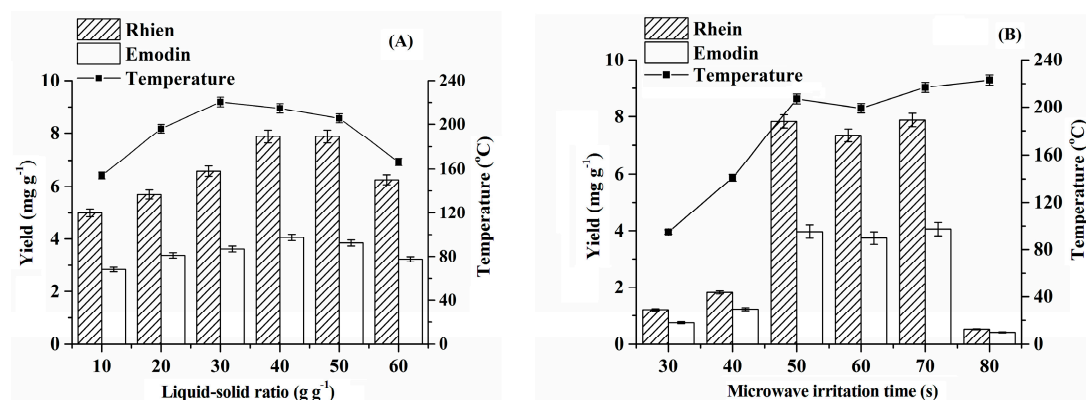 Rhien
Emodin
Temperature
(A)
10
8
6
4
2
0
Yield (mg g-1)
240
200
160
120
80
40
0
Temperature (°C)
10 20 30 40 50 60
Liquid-solid ratio (g g-1)
Rhein
Emodin
Temperature
(B)
10
8
6
4
2
0
Yield (mg g-1)
240
200
160
120
80
40
0
Temperature (°C)
30 40 50 60 70 80
Microwave irritation time (s)